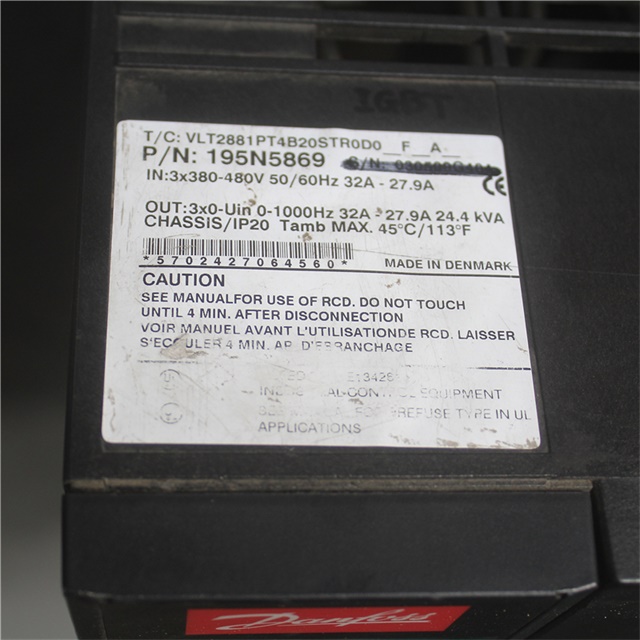 IGBT
T/C: VLT2881PT4B20STR0D0__F__A_
P/N: 195N5869 S/N:
IN:3x380-480V 50/60Hz 32A - 27.9A
CE
OUT:3x0-Uin 0-1000Hz 32A - 27.9A 24.4 kVA
CHASSIS/IP20 Tamb MAX. 45°C/113°F
*5702427064560* MADE IN DENMARK
CAUTION
SEE MANUALFOR USE OF RCD. DO NOT TOUCH
UNTIL 4 MIN. AFTER DISCONNECTION
VOIR MANUEL AVANT L'UTILISATIONDE RCD. LAISSER
S'ECOULER 4 MIN.
EQUIPMENT
TYPE IN UL
APPLICATIONS
Danfoss